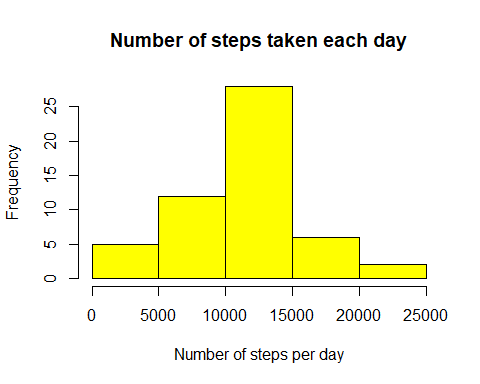 Number of steps taken each day
Frequency
25
20
15
10
5
0
0 5000 10000 15000 20000 25000
Number of steps per day